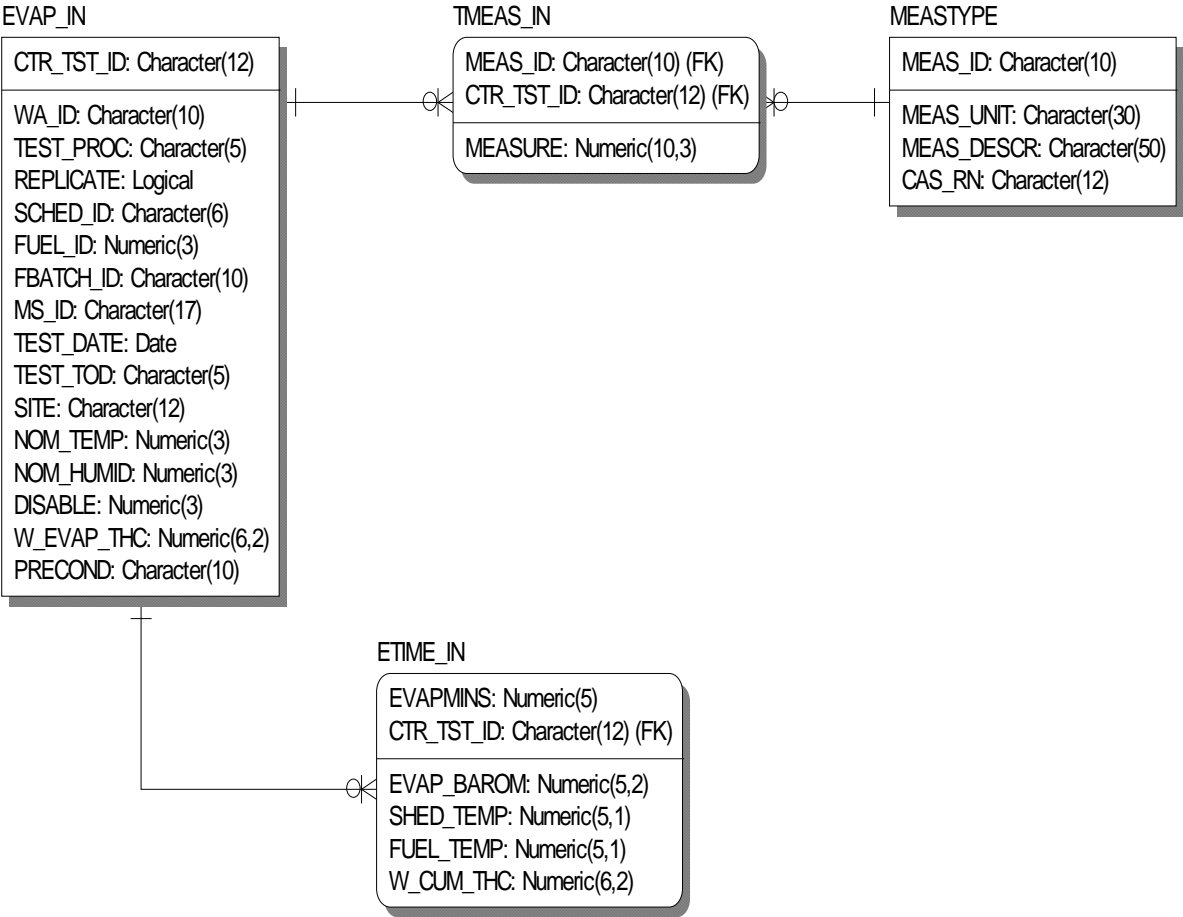 EVAP_IN
CTR_TST_ID: Character(12)
WA_ID: Character(10)
TEST_PROC: Character(5)
REPLICATE: Logical
SCHED_ID: Character(6)
FUEL_ID: Numeric(3)
FBATCH_ID: Character(10)
MS_ID: Character(17)
TEST_DATE: Date
TEST_TOD: Character(5)
SITE: Character(12)
NOM_TEMP: Numeric(3)
NOM_HUMID: Numeric(3)
DISABLE: Numeric(3)
W_EVAP_THC: Numeric(6,2)
PRECOND: Character(10)
TMEAS_IN
MEAS_ID: Character(10) (FK)
CTR_TST_ID: Character(12) (FK)
MEASURE: Numeric(10,3)
MEASTYPE
MEAS_ID: Character(10)
MEAS_UNIT: Character(30)
MEAS_DESCR: Character(50)
CAS_RN: Character(12)
ETIME_IN
EVAPMINS: Numeric(5)
CTR_TST_ID: Character(12) (FK)
EVAP_BAROM: Numeric(5,2)
SHED_TEMP: Numeric(5,1)
FUEL_TEMP: Numeric(5,1)
W_CUM_THC: Numeric(6,2)